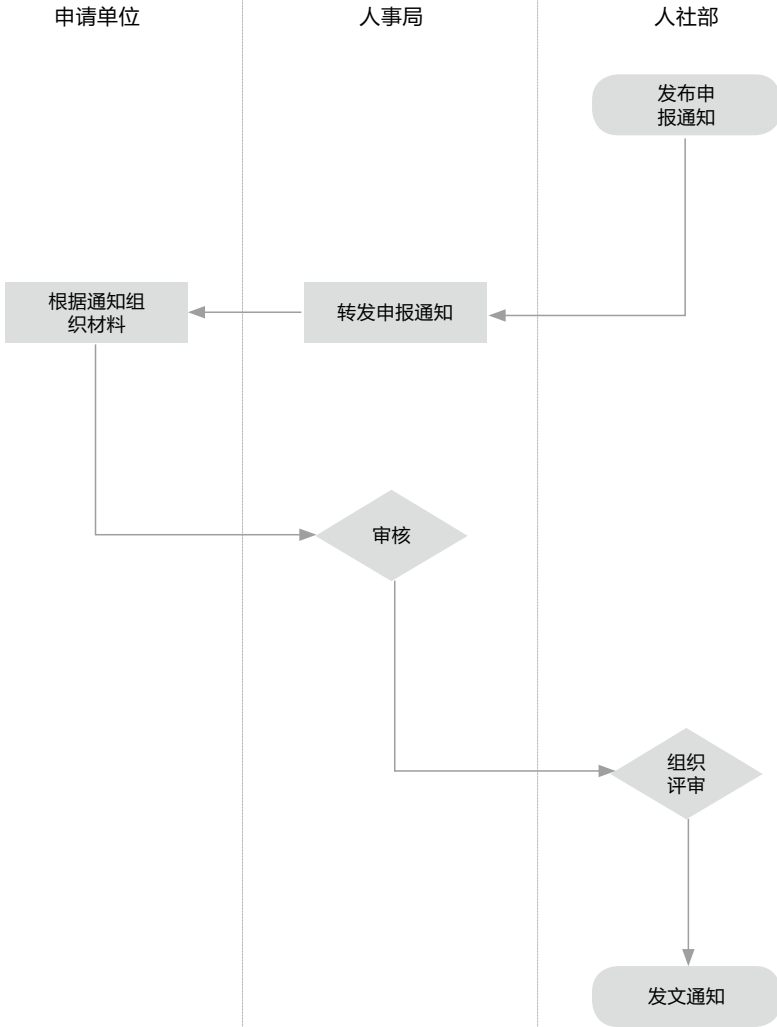 申请单位
人事局
人社部
发布申
报通知
根据通知组
织材料
转发申报通知
审核
组织
评审
发文通知